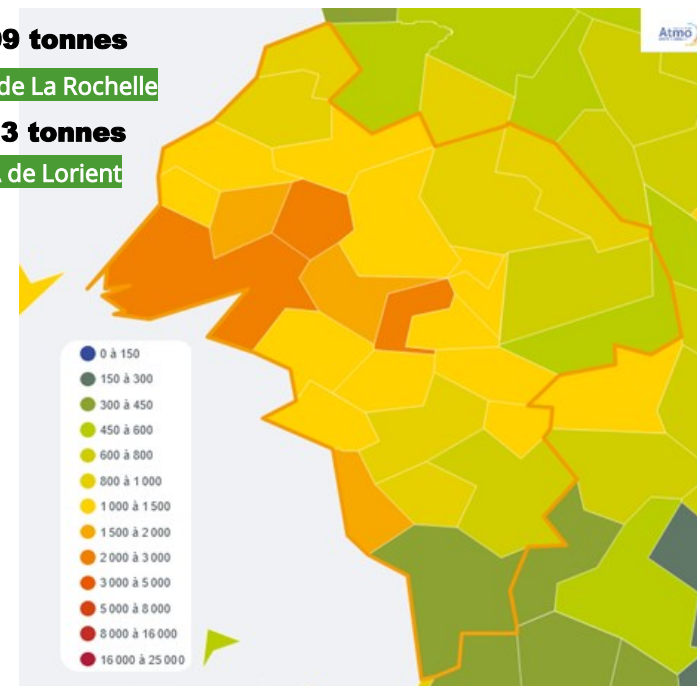 9 tonnes
de La Rochelle
3 tonnes
de Lorient
Atmo
0 à 150
150 à 300
300 à 450
450 à 600
600 à 800
800 à 1 000
1 000 à 1 500
1 500 à 2 000
2 000 à 3 000
3 000 à 5 000
5 000 à 8 000
8 000 à 16 000
16 000 à 25 000